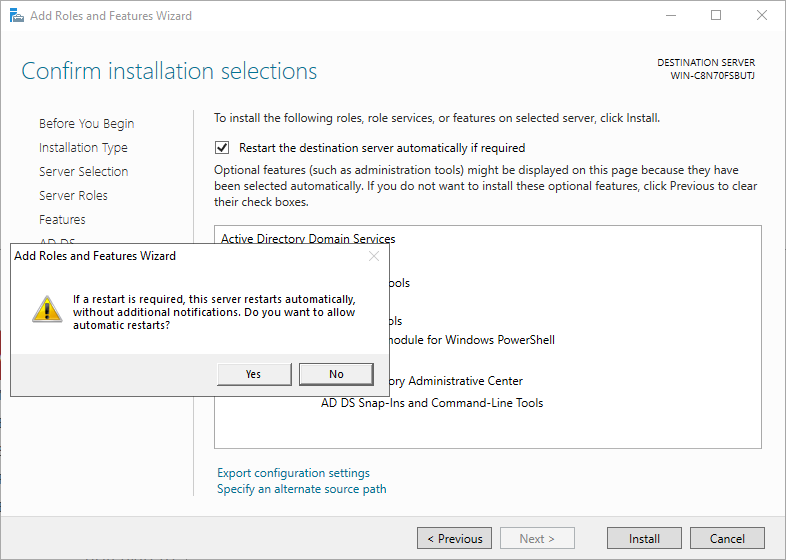 Add Roles and Features Wizard
Confirm installation selections
DESTINATION SERVER
WIN-C8N70FSBUTJ
Before You Begin
Installation Type
Server Selection
Server Roles
Features
AD DS
To install the following roles, role services, or features on selected server, click Install.
Restart the destination server automatically if required
Optional features (such as administration tools) might be displayed on this page because they have
been selected automatically. If you do not want to install these optional features, click Previous to clear
their check boxes.
Active Directory Domain Services
ools
ols
odule for Windows PowerShell
ory Administrative Center
AD DS Snap-Ins and Command-Line Tools
Add Roles and Features Wizard
If a restart is required, this server restarts automatically,
without additional notifications. Do you want to allow
automatic restarts?
Yes
No
Export configuration settings
Specify an alternate source path
< Previous
Next >
Install
Cancel